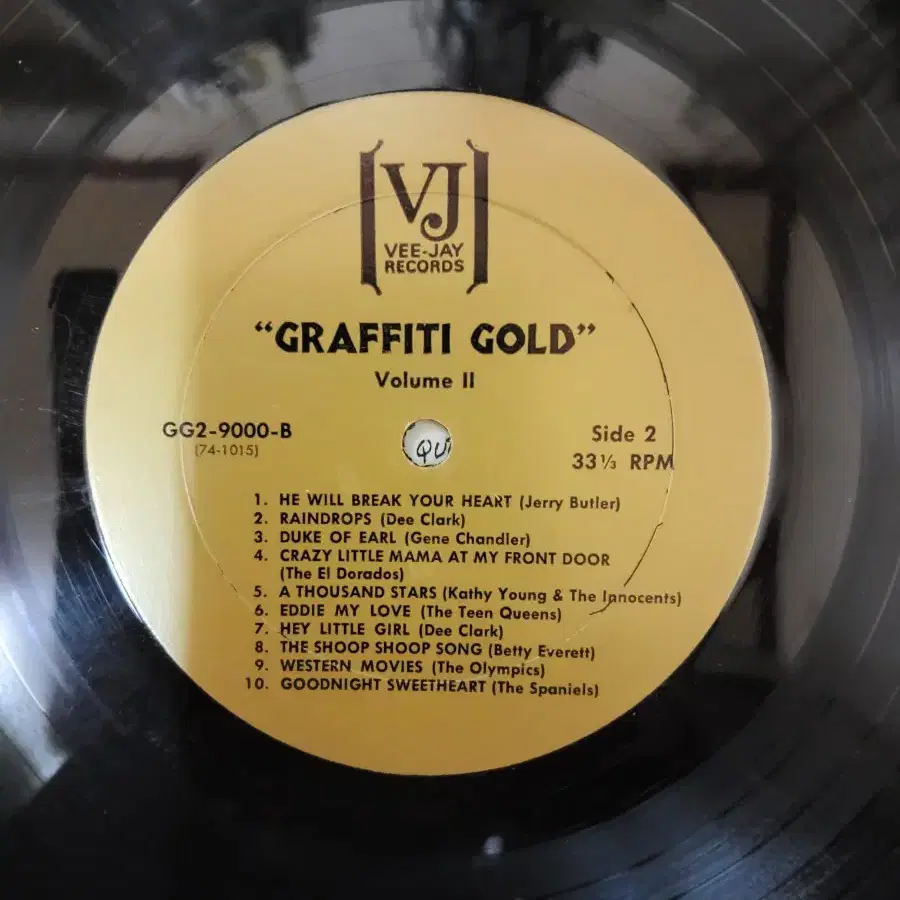 VJ
VEE-JAY
RECORDS
“GRAFFITI GOLD”
Volume II
GG2-9000-B
(74-1015)
Side 2
33⅓ RPM
QU
1. HE WILL BREAK YOUR HEART (Jerry Butler)
2. RAINDROPS (Dee Clark)
3. DUKE OF EARL (Gene Chandler)
4. CRAZY LITTLE MAMA AT MY FRONT DOOR
(The El Dorados)
5. A THOUSAND STARS (Kathy Young & The Innocents)
6. EDDIE MY LOVE (The Teen Queens)
7. HEY LITTLE GIRL (Dee Clark)
8. THE SHOOP SHOOP SONG (Betty Everett)
9. WESTERN MOVIES (The Olympics)
10. GOODNIGHT SWEETHEART (The Spaniels)